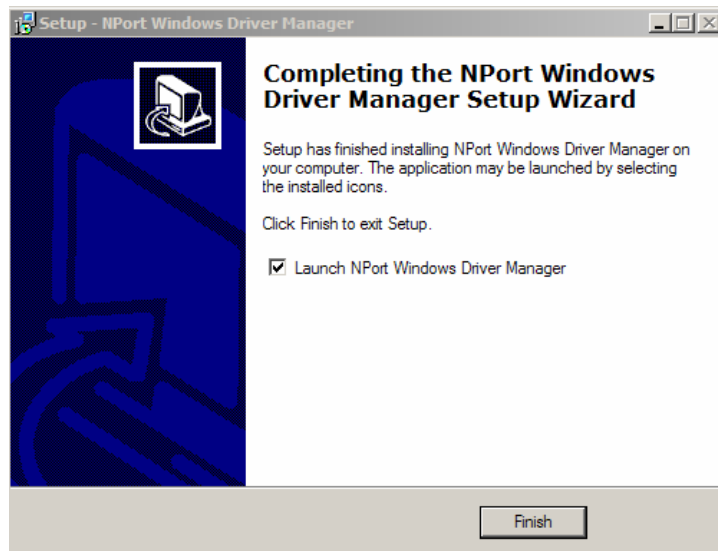 Setup - NPort Windows Driver Manager
Completing the NPort Windows
Driver Manager Setup Wizard
Setup has finished installing NPort Windows Driver Manager on
your computer. The application may be launched by selecting
the installed icons.
Click Finish to exit Setup.
Launch NPort Windows Driver Manager
Finish